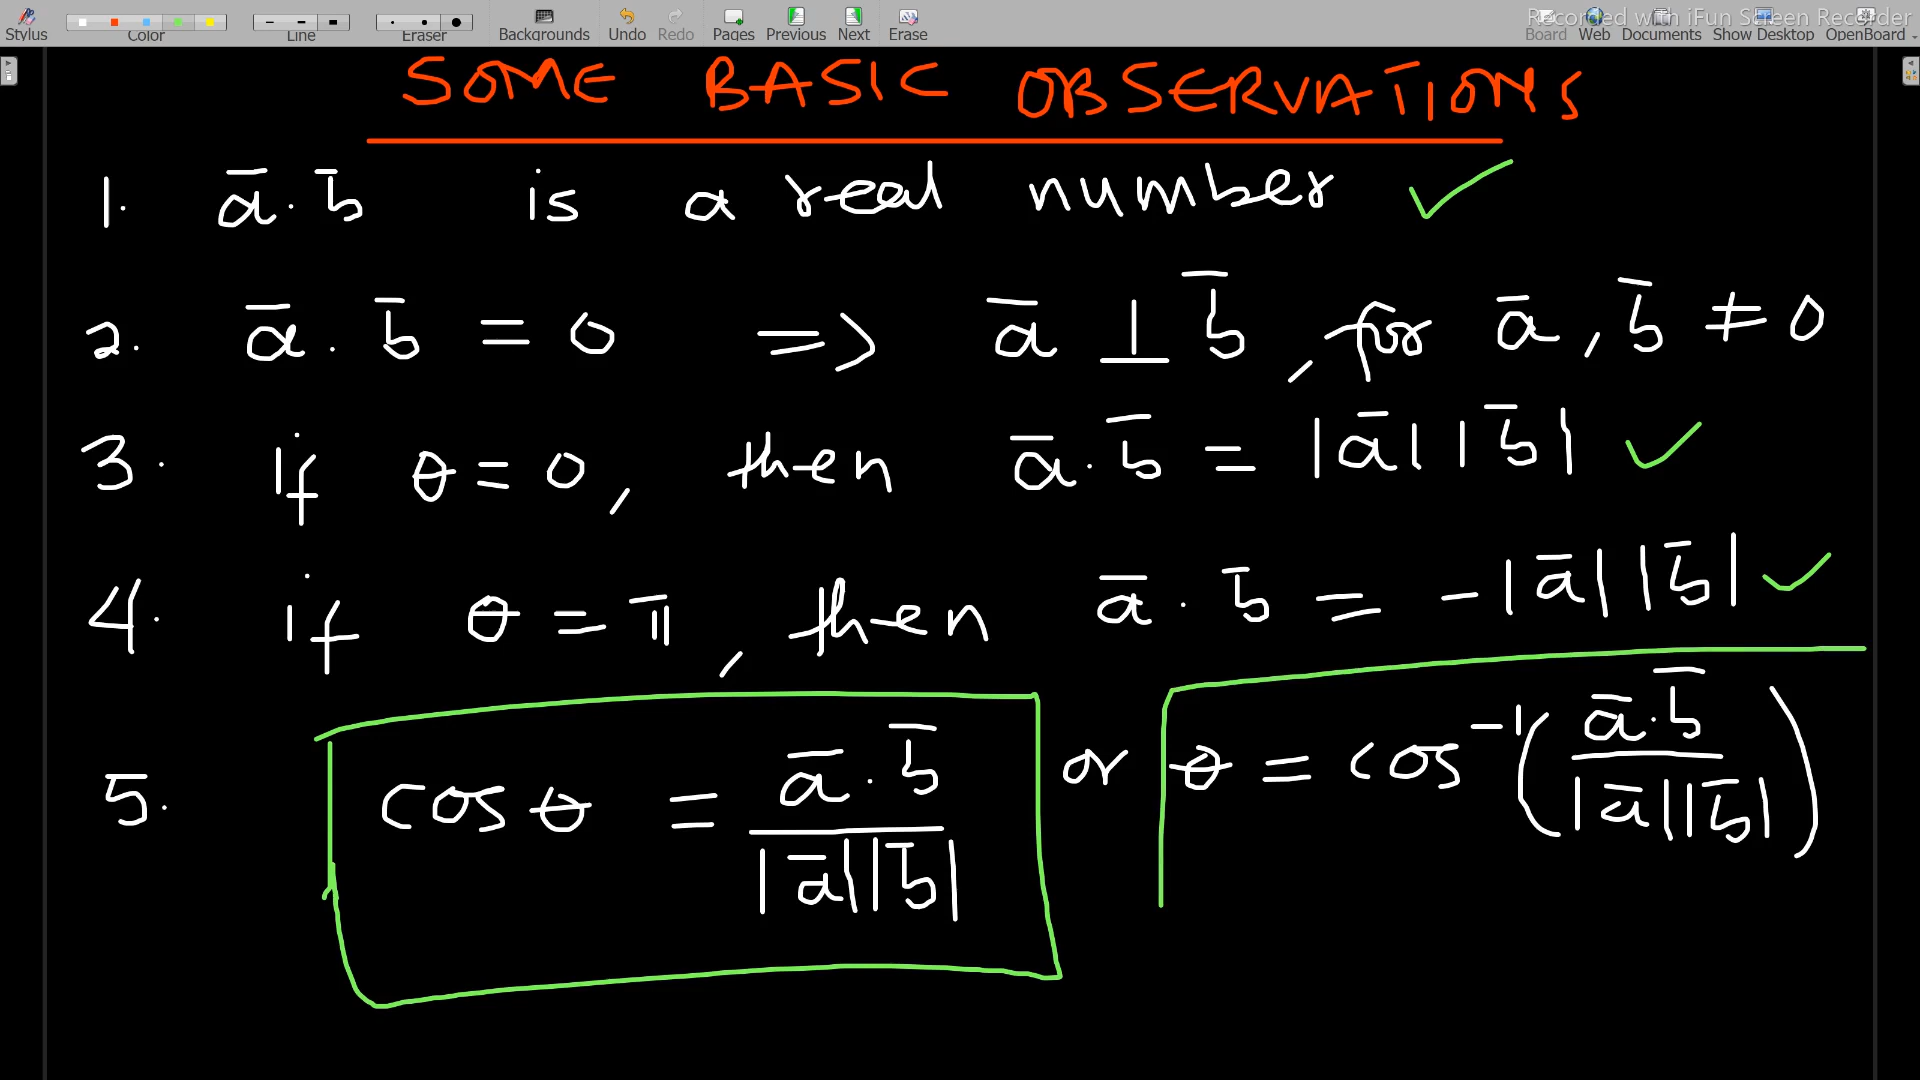 Recorded with iFun Screen Recorder
Stylus Color Line Eraser Backgrounds Undo Redo Pages Previous Next Erase Board Web Documents Show Desktop OpenBoard
SOME BASIC OBSERVATIONS
1. a̅ . b̅ is a real number ✓
2. a̅ . b̅ = 0 => a̅ ⊥ b̅, for a̅, b̅ ≠ 0
3. if θ = 0, then a̅ . b̅ = |a̅| |b̅| ✓
4. if θ = π, then a̅ . b̅ = -|a̅| |b̅| ✓
5. cos θ = a̅ . b̅ / |a̅||b̅| or θ = cos⁻¹( a̅ . b̅ / |a̅||b̅| )